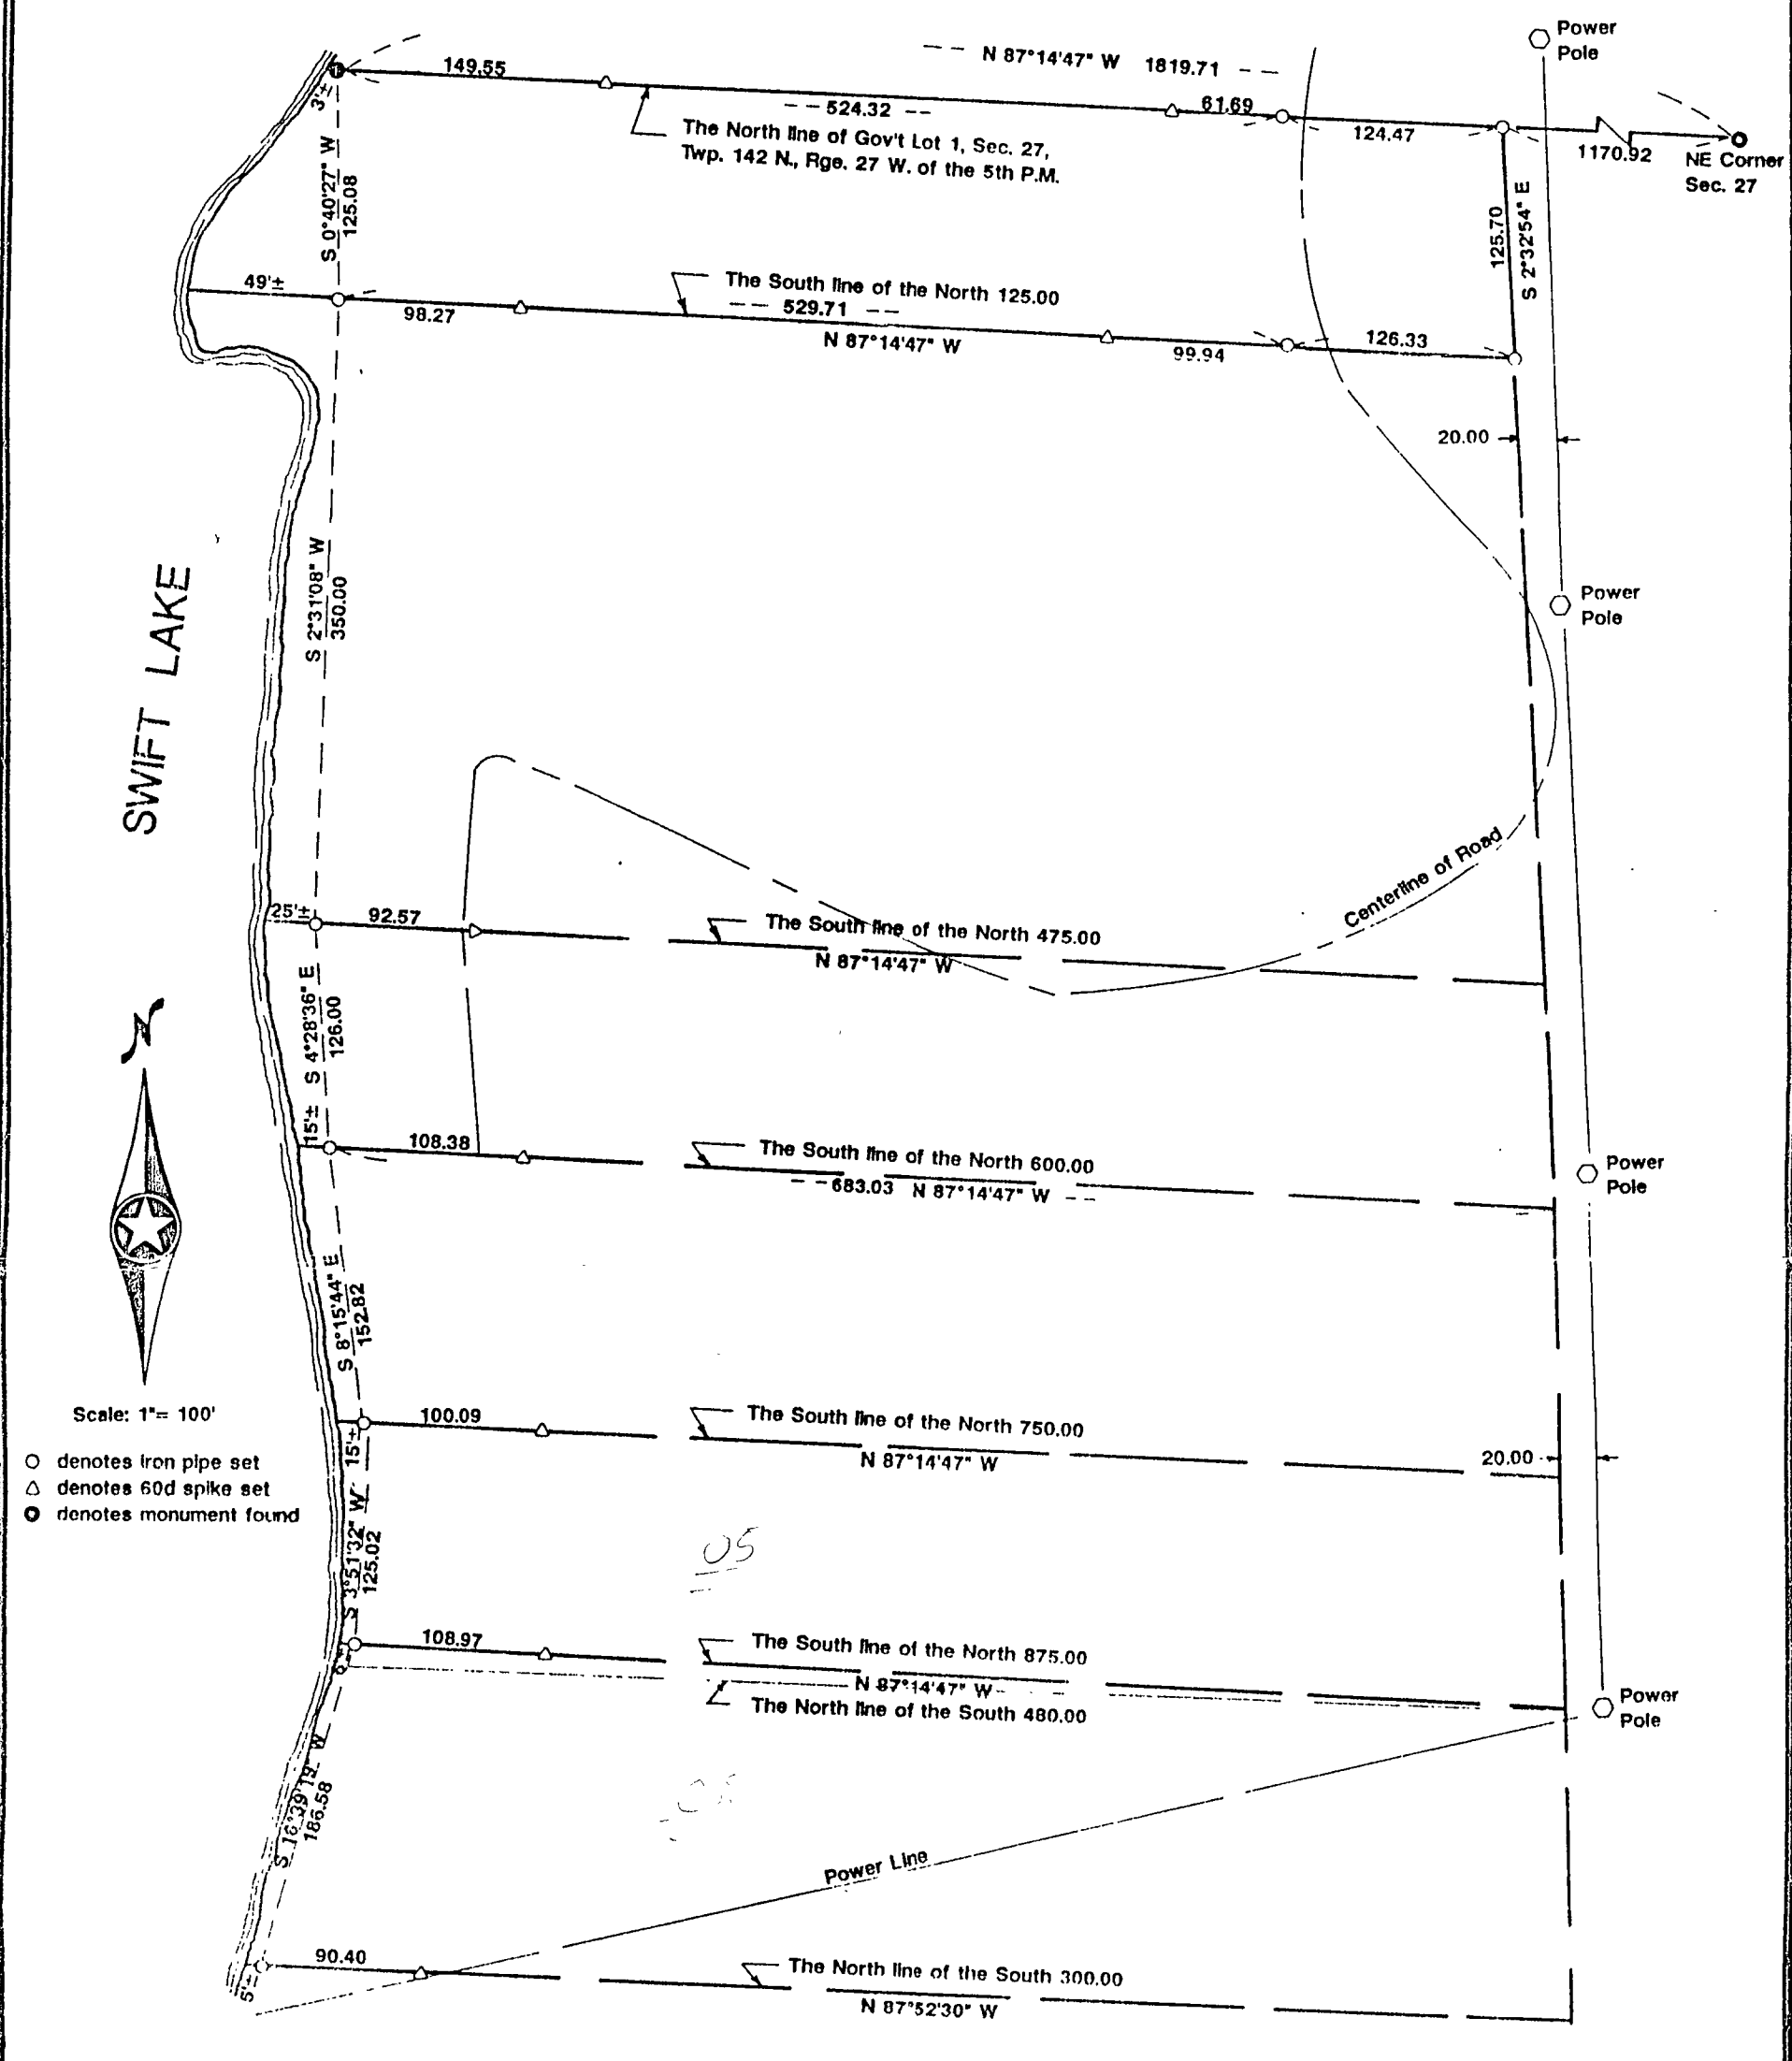 Power
Pole
N 87°14'47" W 1819.71
149.55
524.32
61.69
124.47
1170.92
NE Corner
Sec. 27
The North line of Gov't Lot 1, Sec. 27,
Twp. 142 N., Rge. 27 W. of the 5th P.M.
3'±
S 0°40'27" W
125.08
125.70
S 2°32'54" E
49'±
98.27
The South line of the North 125.00
529.71
N 87°14'47" W
99.94
126.33
20.00
SWIFT LAKE
S 2°31'08" W
350.00
Power
Pole
Centerline of Road
25'±
92.57
The South line of the North 475.00
N 87°14'47" W
S 4°28'36" E
126.00
N
15'±
108.38
The South line of the North 600.00
683.03 N 87°14'47" W
Power
Pole
S 8°15'44" E
152.82
Scale: 1"= 100'
denotes iron pipe set
denotes 60d spike set
denotes monument found
15'±
100.09
The South line of the North 750.00
N 87°14'47" W
20.00
S 3°51'32" W
125.02
05
108.97
The South line of the North 875.00
N 87°14'47" W
The North line of the South 480.00
Power
Pole
S 16°39'19" W
186.58
Power Line
5'±
90.40
The North line of the South 300.00
N 87°52'30" W